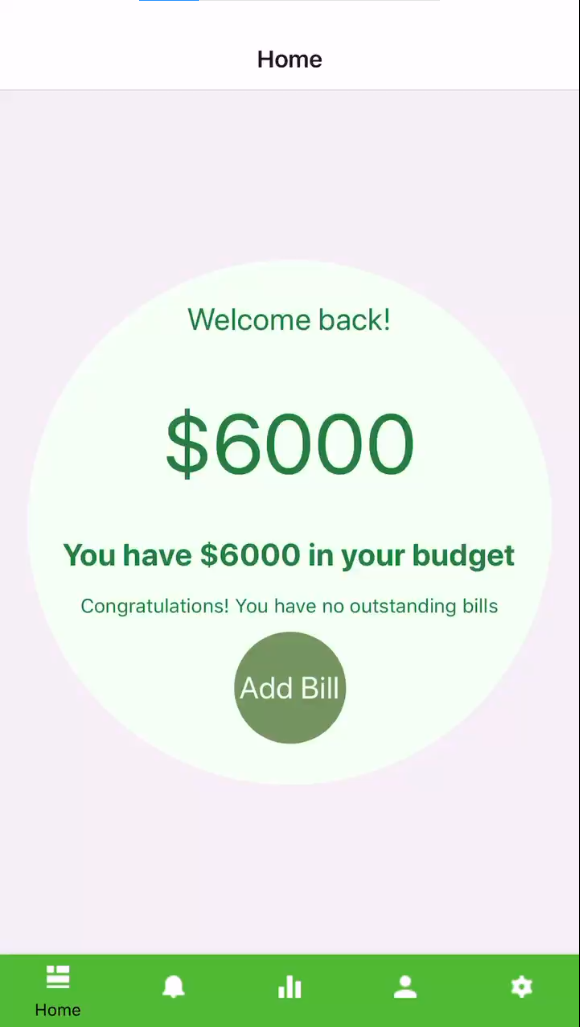 Home
Welcome back!
$6000
You have $6000 in your budget
Congratulations! You have no outstanding bills
Add Bill
Home